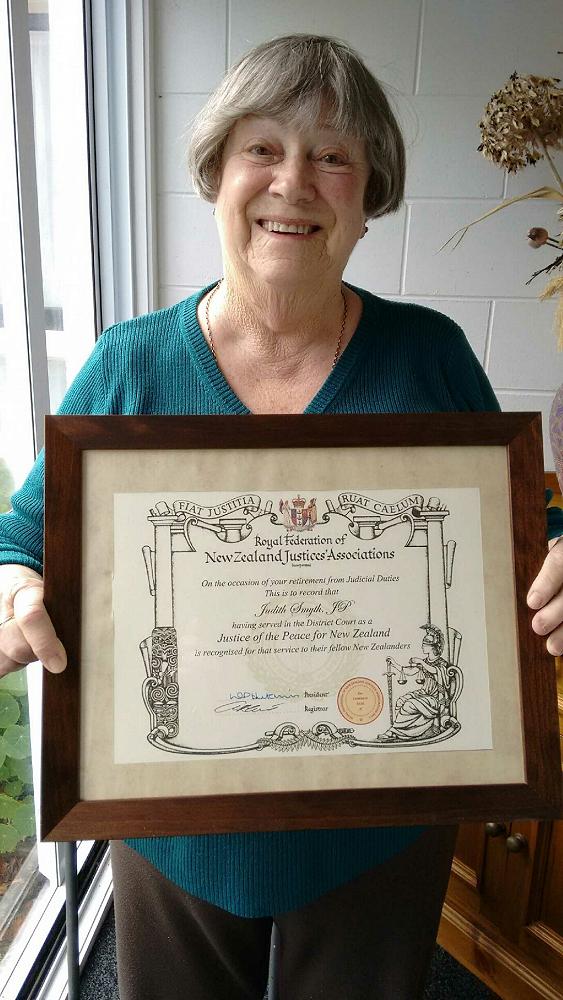 FIAT JUSTITIA RUAT CAELUM
Royal Federation of
New Zealand Justices' Associations
Incorporated
On the occasion of your retirement from Judicial Duties
This is to record that
Judith Smyth, JP
having served in the District Court as a
Justice of the Peace for New Zealand
is recognised for that service to their fellow New Zealanders
President
Registrar